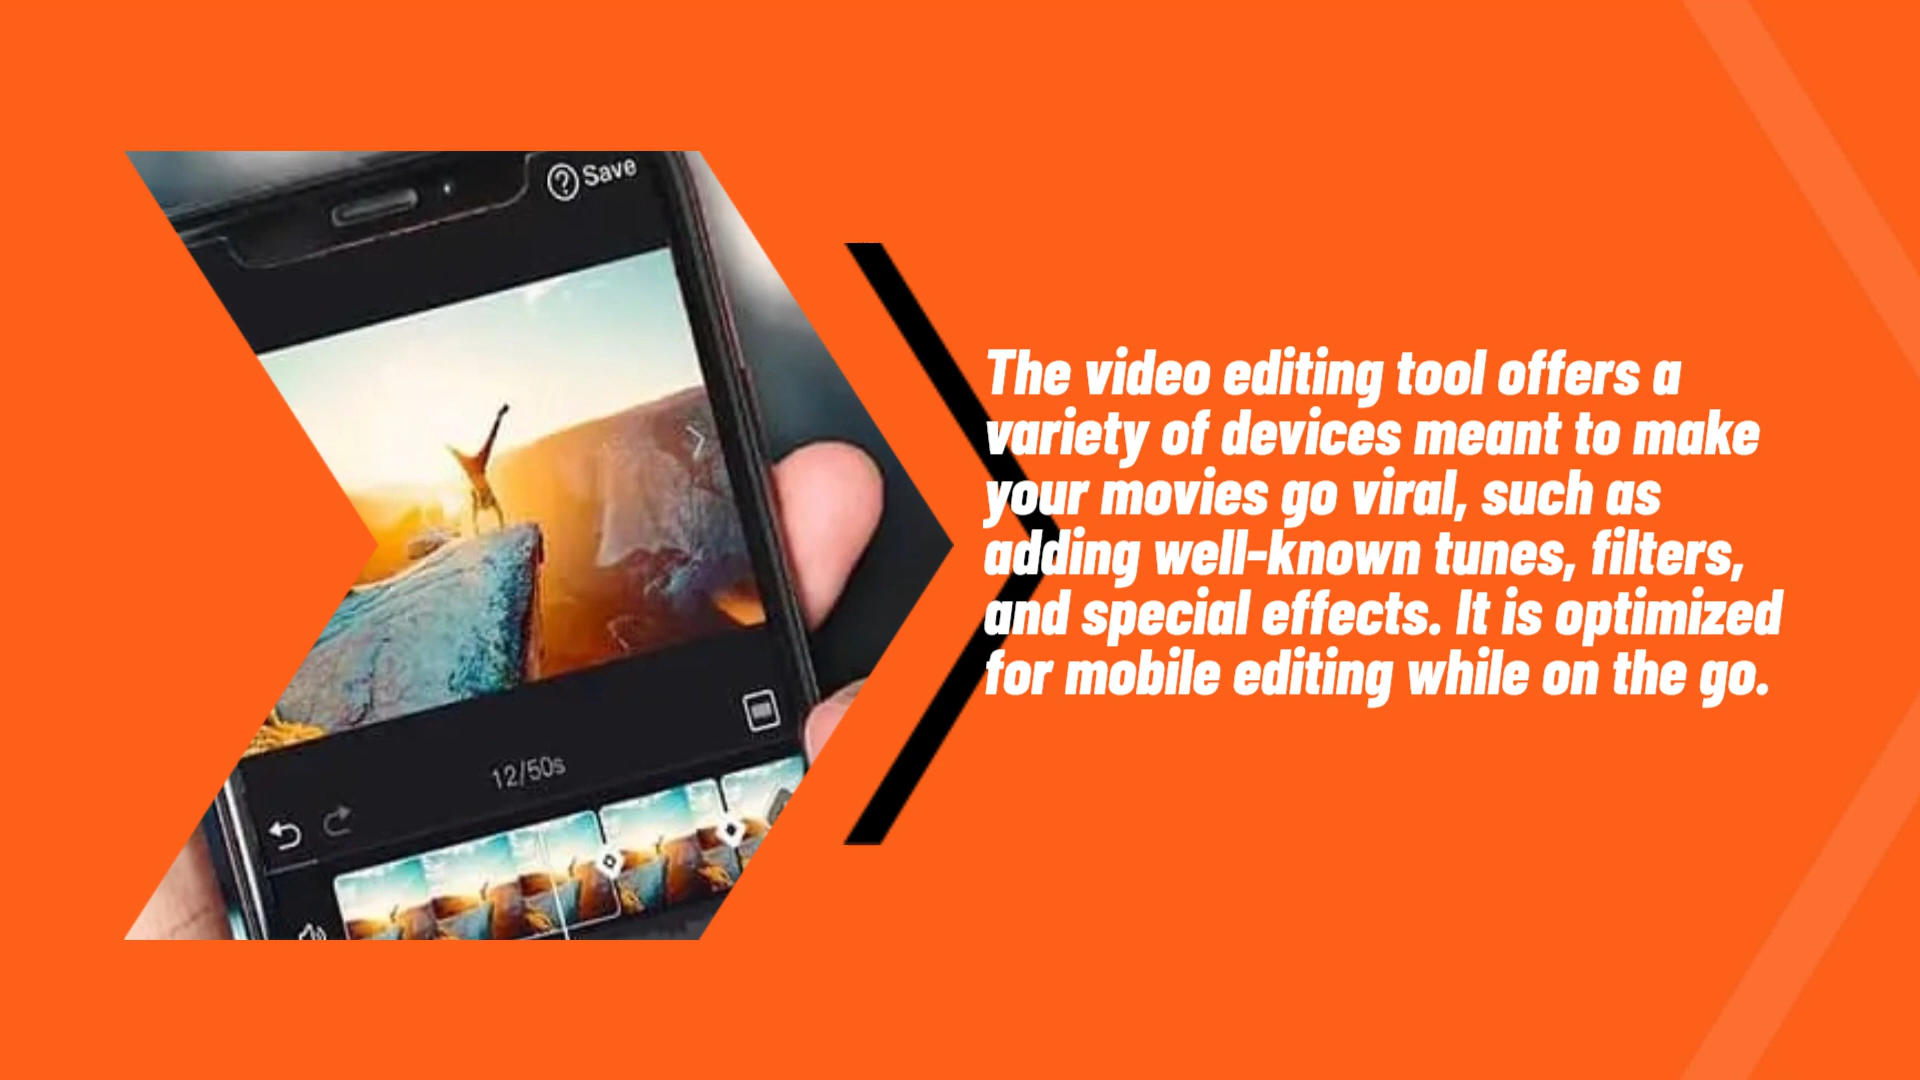 Save
12/50s
The video editing tool offers a
variety of devices meant to make
your movies go viral, such as
adding well-known tunes, filters,
and special effects. It is optimized
for mobile editing while on the go.